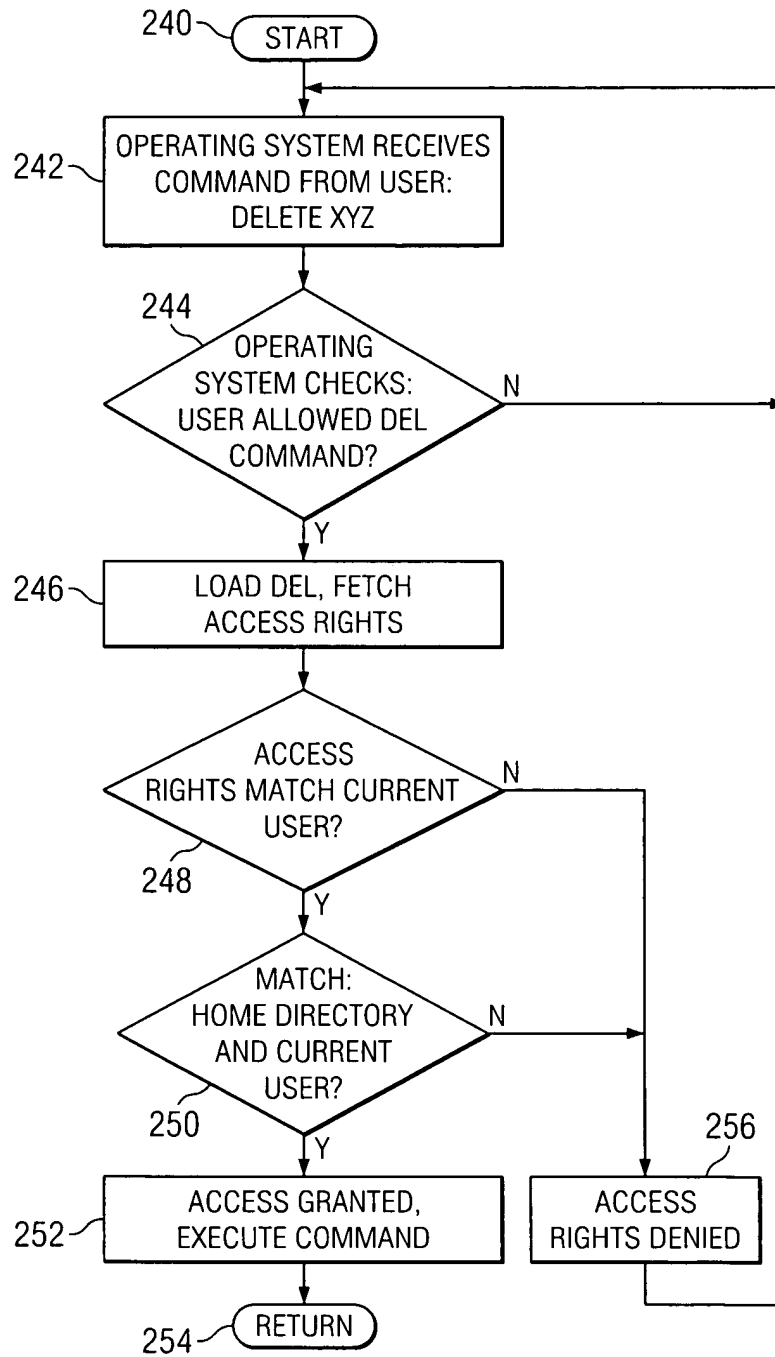 240
START
242
OPERATING SYSTEM RECEIVES
COMMAND FROM USER:
DELETE XYZ
244
OPERATING
SYSTEM CHECKS:
USER ALLOWED DEL
COMMAND?
N
Y
246
LOAD DEL, FETCH
ACCESS RIGHTS
ACCESS
RIGHTS MATCH CURRENT
USER?
N
248
Y
MATCH:
HOME DIRECTORY
AND CURRENT
USER?
N
250
Y
252
ACCESS GRANTED,
EXECUTE COMMAND
256
ACCESS
RIGHTS DENIED
254
RETURN